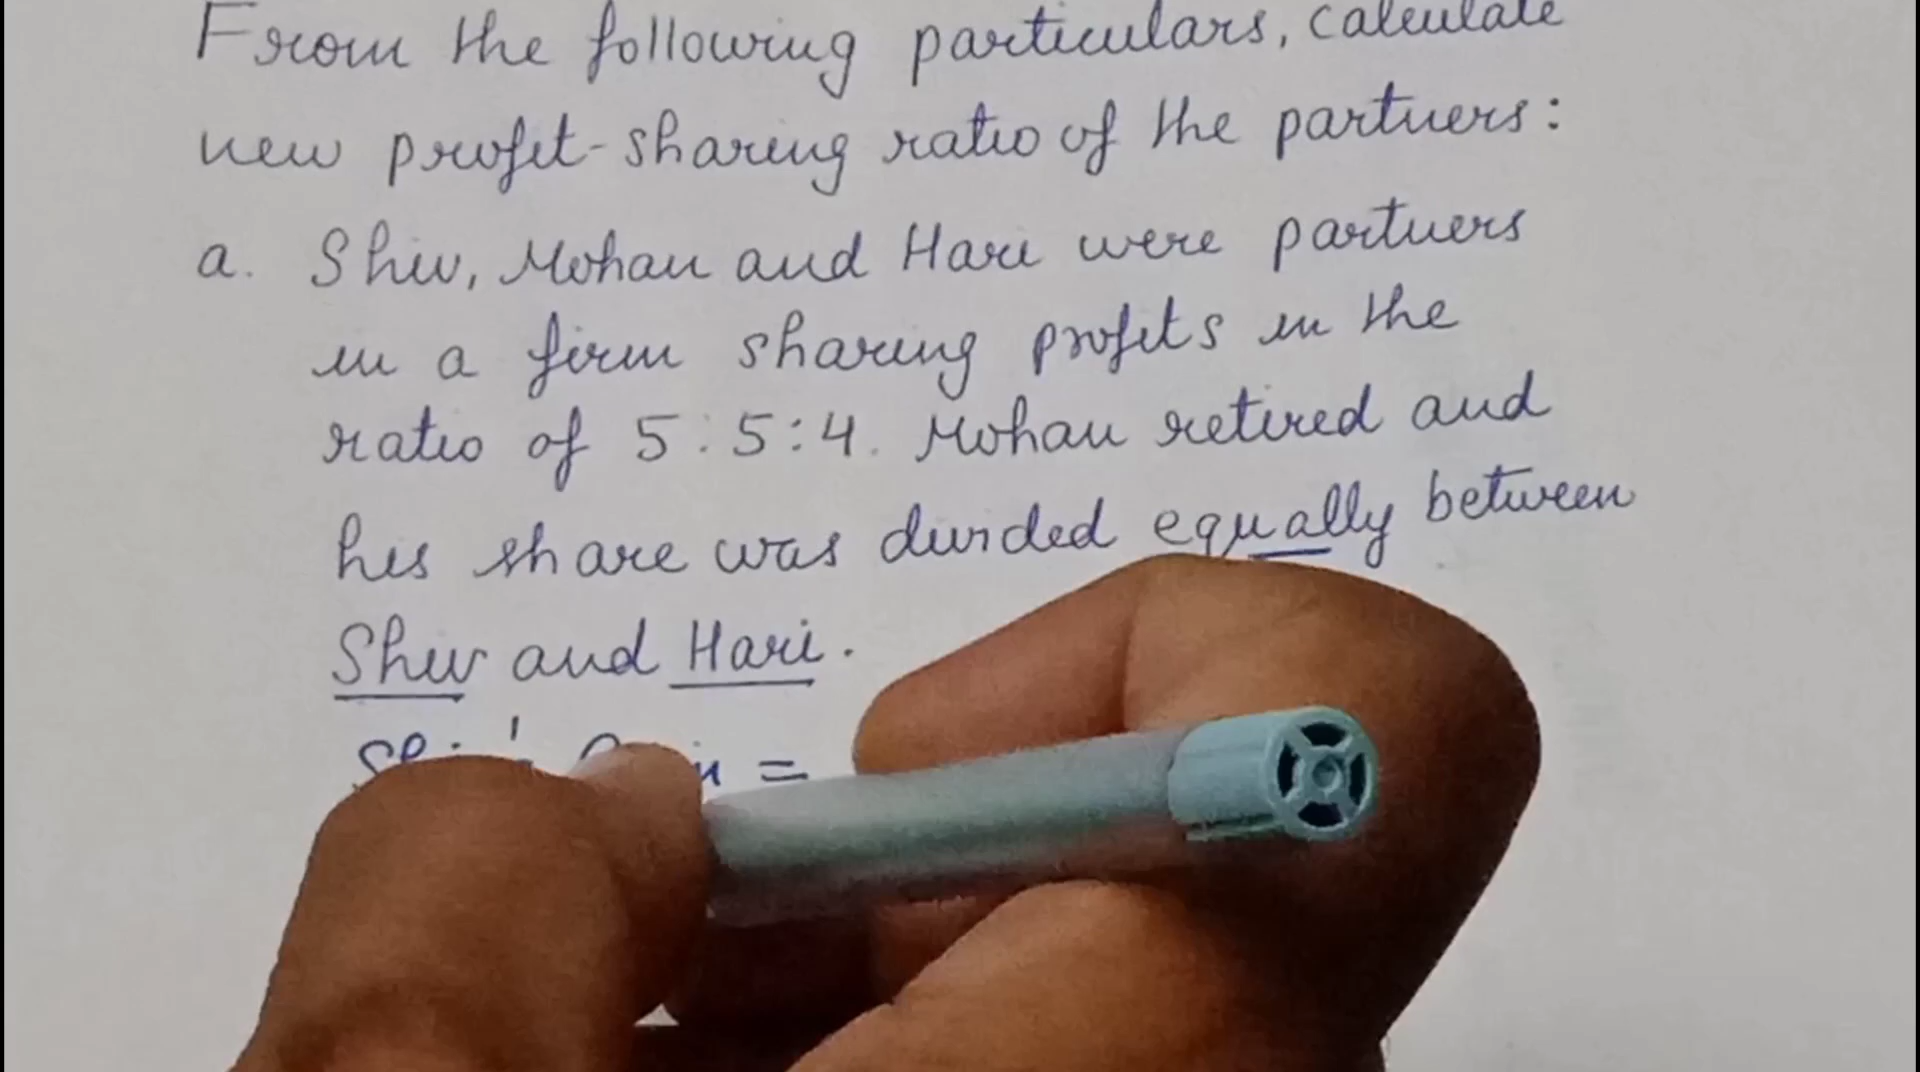 From the following particulars, calculate
new profit-sharing ratio of the partners:
a. Shiv, Mohan and Hari were partners
in a firm sharing profits in the
ratio of 5:5:4. Mohan retired and
his share was divided equally between
Shiv and Hari.
=